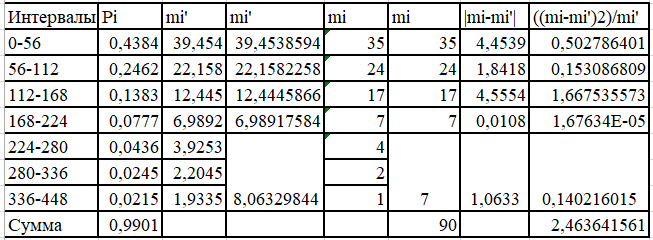 Интервалы Pi mi' mi' mi mi |mi-mi'| ((mi-mi')2)/mi'
0-56 0,4384 39,454 39,4538594 35 35 4,4539 0,502786401
56-112 0,2462 22,158 22,1582258 24 24 1,8418 0,153086809
112-168 0,1383 12,445 12,4445866 17 17 4,5554 1,667535573
168-224 0,0777 6,9892 6,98917584 7 7 0,0108 1,67634E-05
224-280 0,0436 3,9253 4
280-336 0,0245 2,2045 2
336-448 0,0215 1,9335 8,06329844 1 7 1,0633 0,140216015
Сумма 0,9901 90 2,463641561